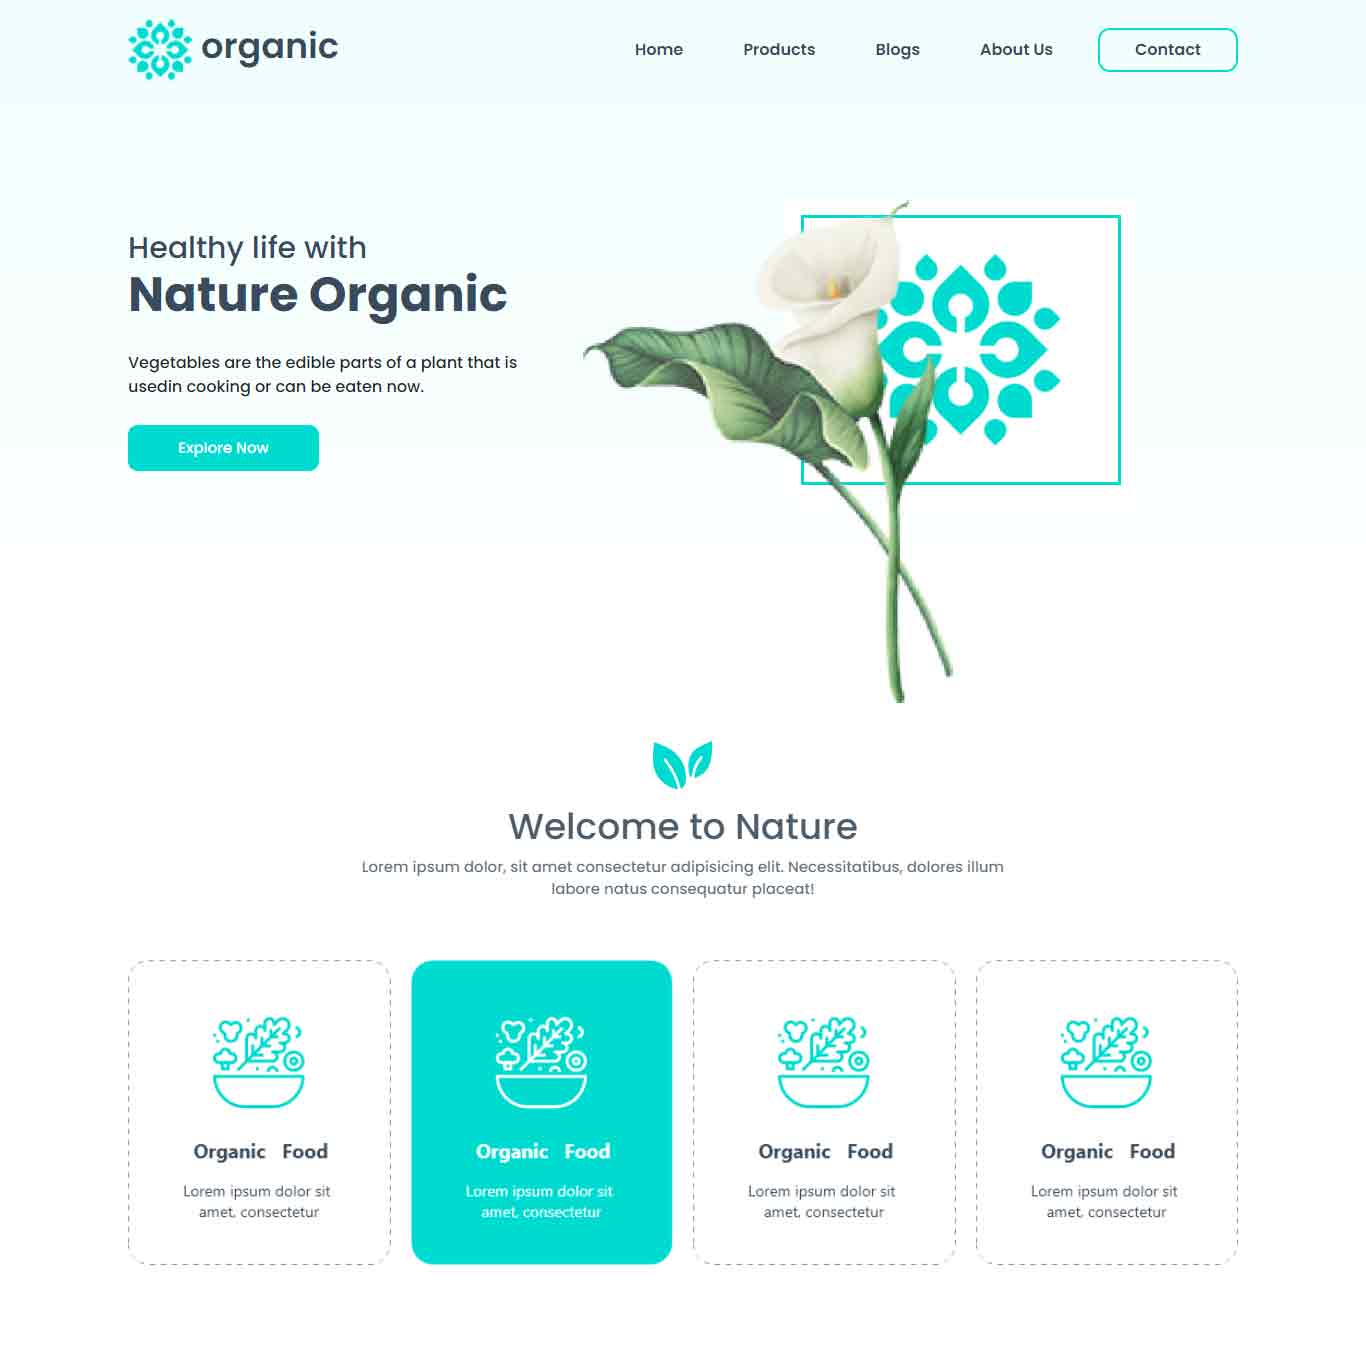 organic
Home Products Blogs About Us Contact
Healthy life with
Nature Organic
Vegetables are the edible parts of a plant that is
usedin cooking or can be eaten now.
Explore Now
Welcome to Nature
Lorem ipsum dolor, sit amet consectetur adipisicing elit. Necessitatibus, dolores illum
labore natus consequatur placeat!
Organic Food
Lorem ipsum dolor sit
amet, consectetur
Organic Food
Lorem ipsum dolor sit
amet, consectetur
Organic Food
Lorem ipsum dolor sit
amet, consectetur
Organic Food
Lorem ipsum dolor sit
amet, consectetur